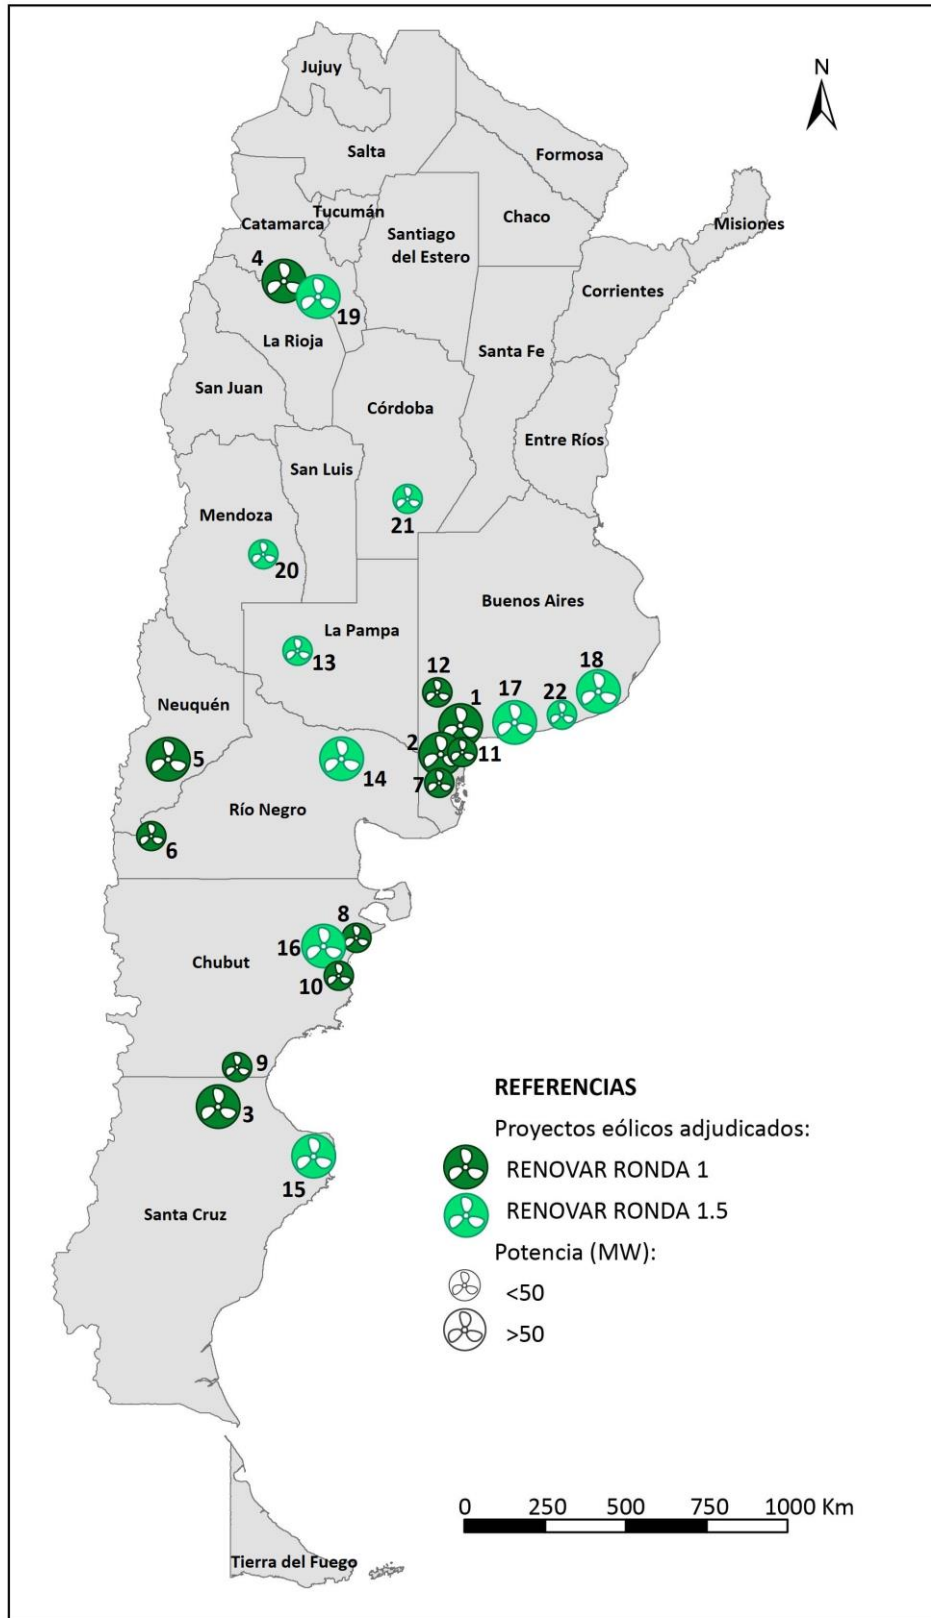 N
Jujuy
Salta
Formosa
Tucumán
Chaco
Misiones
Catamarca
Santiago
del Estero
4
Corrientes
19
La Rioja
Santa Fe
San Juan
Córdoba
Entre Ríos
San Luis
Mendoza
21
20
Buenos Aires
La Pampa
13
12
18
1
17
22
Neuquén
2
11
5
14
7
Río Negro
6
8
16
Chubut
10
9
3
15
Santa Cruz
REFERENCIAS
Proyectos eólicos adjudicados:
RENOVAR RONDA 1
RENOVAR RONDA 1.5
Potencia (MW):
<50
>50
0 250 500 750 1000 Km
Tierra del Fuego